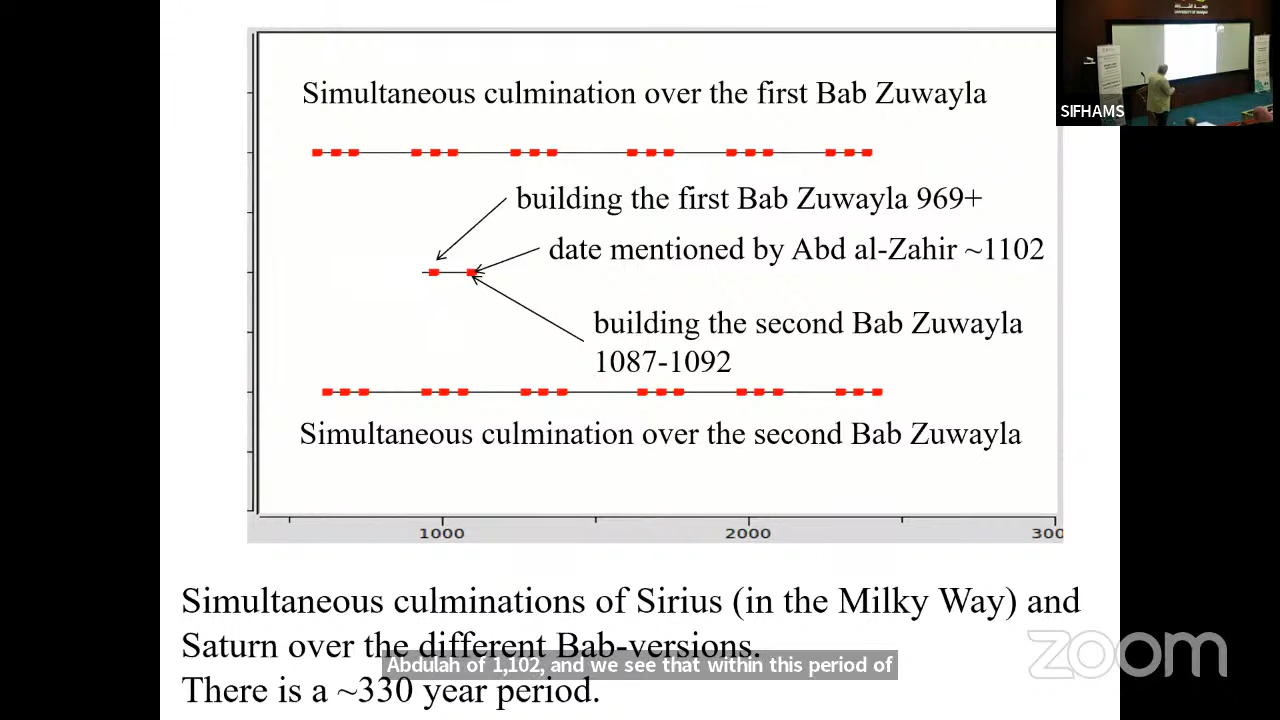 Simultaneous culmination over the first Bab Zuwayla
building the first Bab Zuwayla 969+
date mentioned by Abd al-Zahir ~1102
building the second Bab Zuwayla
1087-1092
Simultaneous culmination over the second Bab Zuwayla
1000
2000
300
Simultaneous culminations of Sirius (in the Milky Way) and
Saturn over the different Bab-versions.
Abdulah of 1,102, and we see that within this period of
There is a ~330 year period.
SIFHAMS
zoom